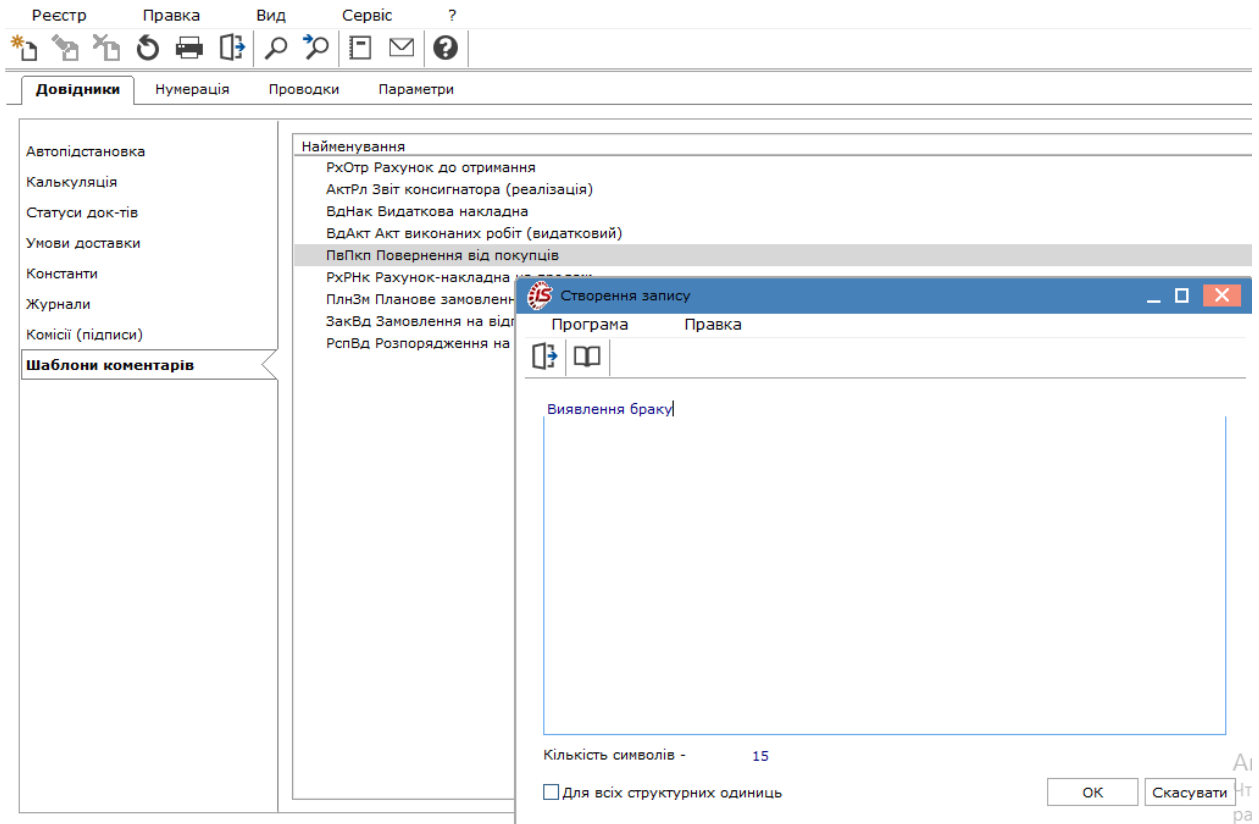 Реєстр Правка Вид Сервіс ?
Довідники Нумерація Проводки Параметри
Автопідстановка
Калькуляція
Статуси док-тів
Умови доставки
Константи
Журнали
Комісії (підписи)
Шаблони коментарів
Найменування
РхОтр Рахунок до отримання
АктРл Звіт консигнатора (реалізація)
ВдНак Видаткова накладна
ВдАкт Акт виконаних робіт (видатковий)
ПвПкп Повернення від покупців
РхРНк Рахунок-накладна на продаж
ПлнЗм Планове
ЗакВд Замовлення на
РспВд Розпорядження на
Створення запису
Програма Правка
Виявлення браку
Кількість символів - 15
Для всіх структурних одиниць
ОК Скасувати